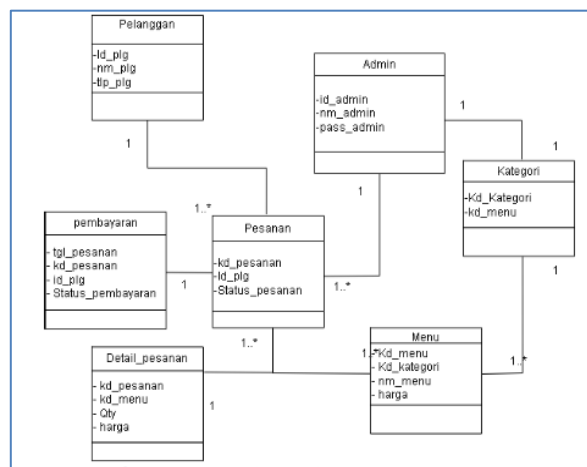 Pelanggan
-Id_plg
-nm_plg
-tlp_plg
1
Admin
-id_admin
-nm_admin
-pass_admin
1
1
1
Kategori
-Kd_Kategori
-kd_menu
1
1..*
pembayaran
- tgl_pesanan
- kd_pesanan
- id_plg
- Status_pembayaran
1
Pesanan
-kd_pesanan
-Id_plg
-Status_pesanan
1..*
1..*
Detail_pesanan
- kd_pesanan
- kd_menu
- Qty
- harga
1
1..*
Menu
- Kd_menu
- Kd_kategori
- nm_menu
- harga
1..*